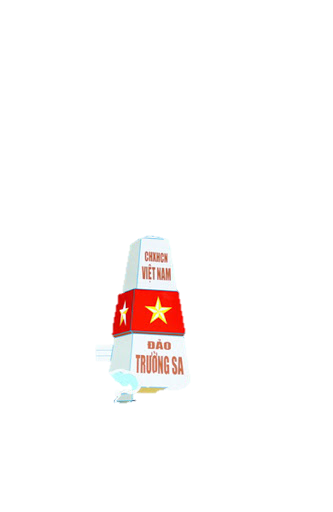 CHXHCN
VIỆT NAM
ĐẢO
TRƯỜNG SA